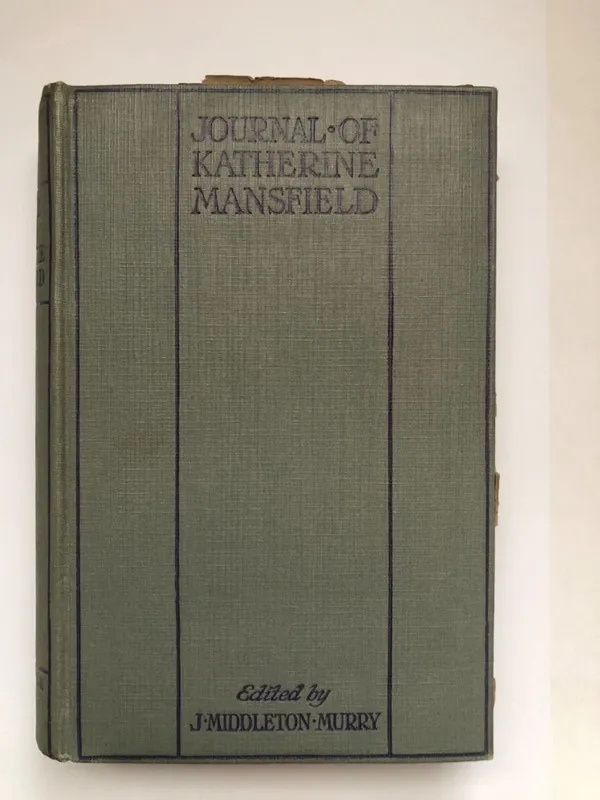 JOURNAL·OF
KATHERINE
MANSFIELD
Edited by
J·MIDDLETON·MURRY